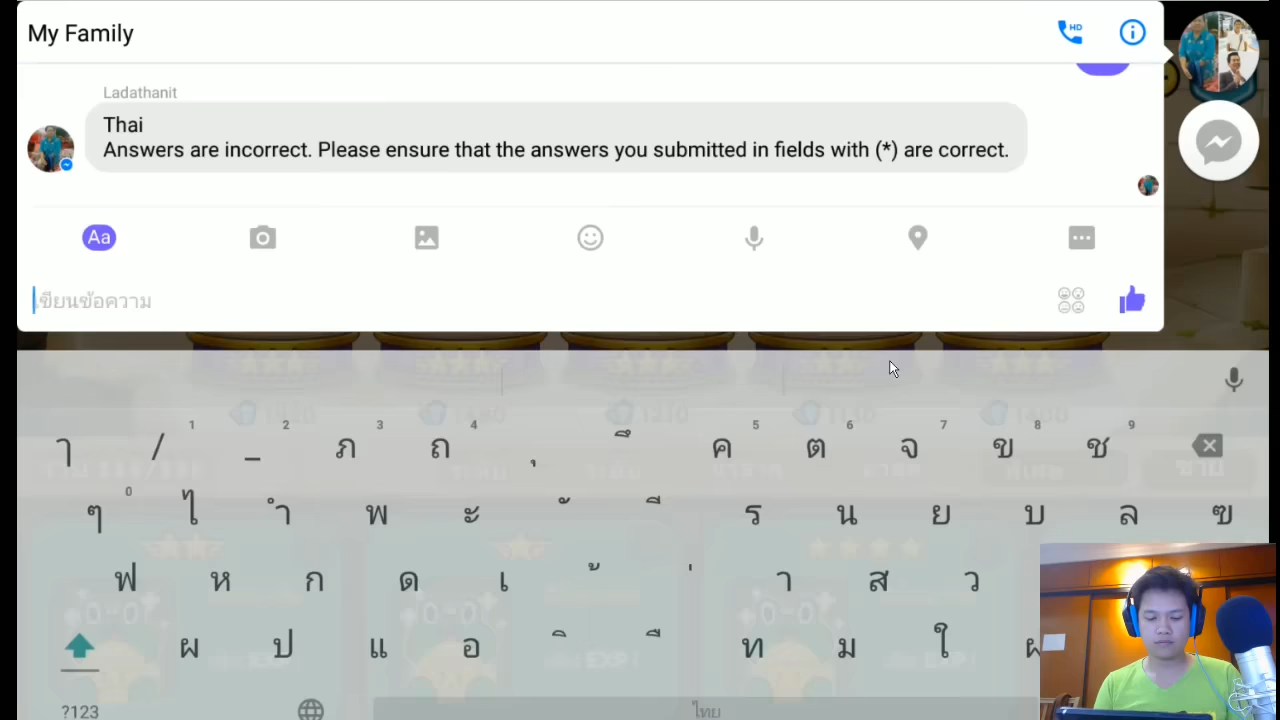 My Family
HD
Ladathanit
Thai
Answers are incorrect. Please ensure that the answers you submitted in fields with (*) are correct.
Aa
เขียนข้อความ
1 2 3 4 5 6 7 8 9
ๅ / _ ภ ถ ุ ึ ค ต จ ข ช
0
ๆ ไ ำ พ ะ ั ี ร น ย บ ล ฃ
ฟ ห ก ด เ ้ ่ า ส ว
ผ ป แ อ ิ ื ท ม ใ
?123 ไทย